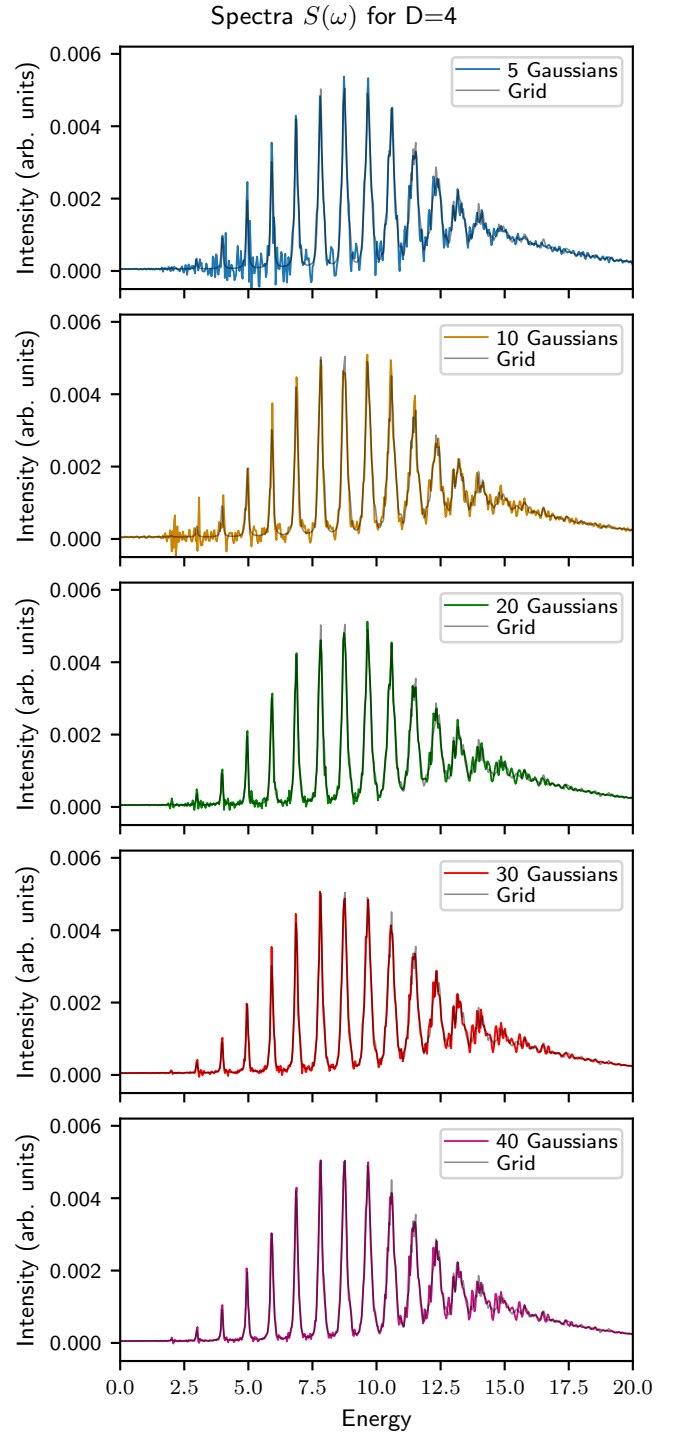 Spectra S(ω) for D=4
0.006
0.004
0.002
0.000
Intensity (arb. units)
5 Gaussians
Grid
0.006
0.004
0.002
0.000
Intensity (arb. units)
10 Gaussians
Grid
0.006
0.004
0.002
0.000
Intensity (arb. units)
20 Gaussians
Grid
0.006
0.004
0.002
0.000
Intensity (arb. units)
30 Gaussians
Grid
0.006
0.004
0.002
0.000
Intensity (arb. units)
40 Gaussians
Grid
0.0 2.5 5.0 7.5 10.0 12.5 15.0 17.5 20.0
Energy